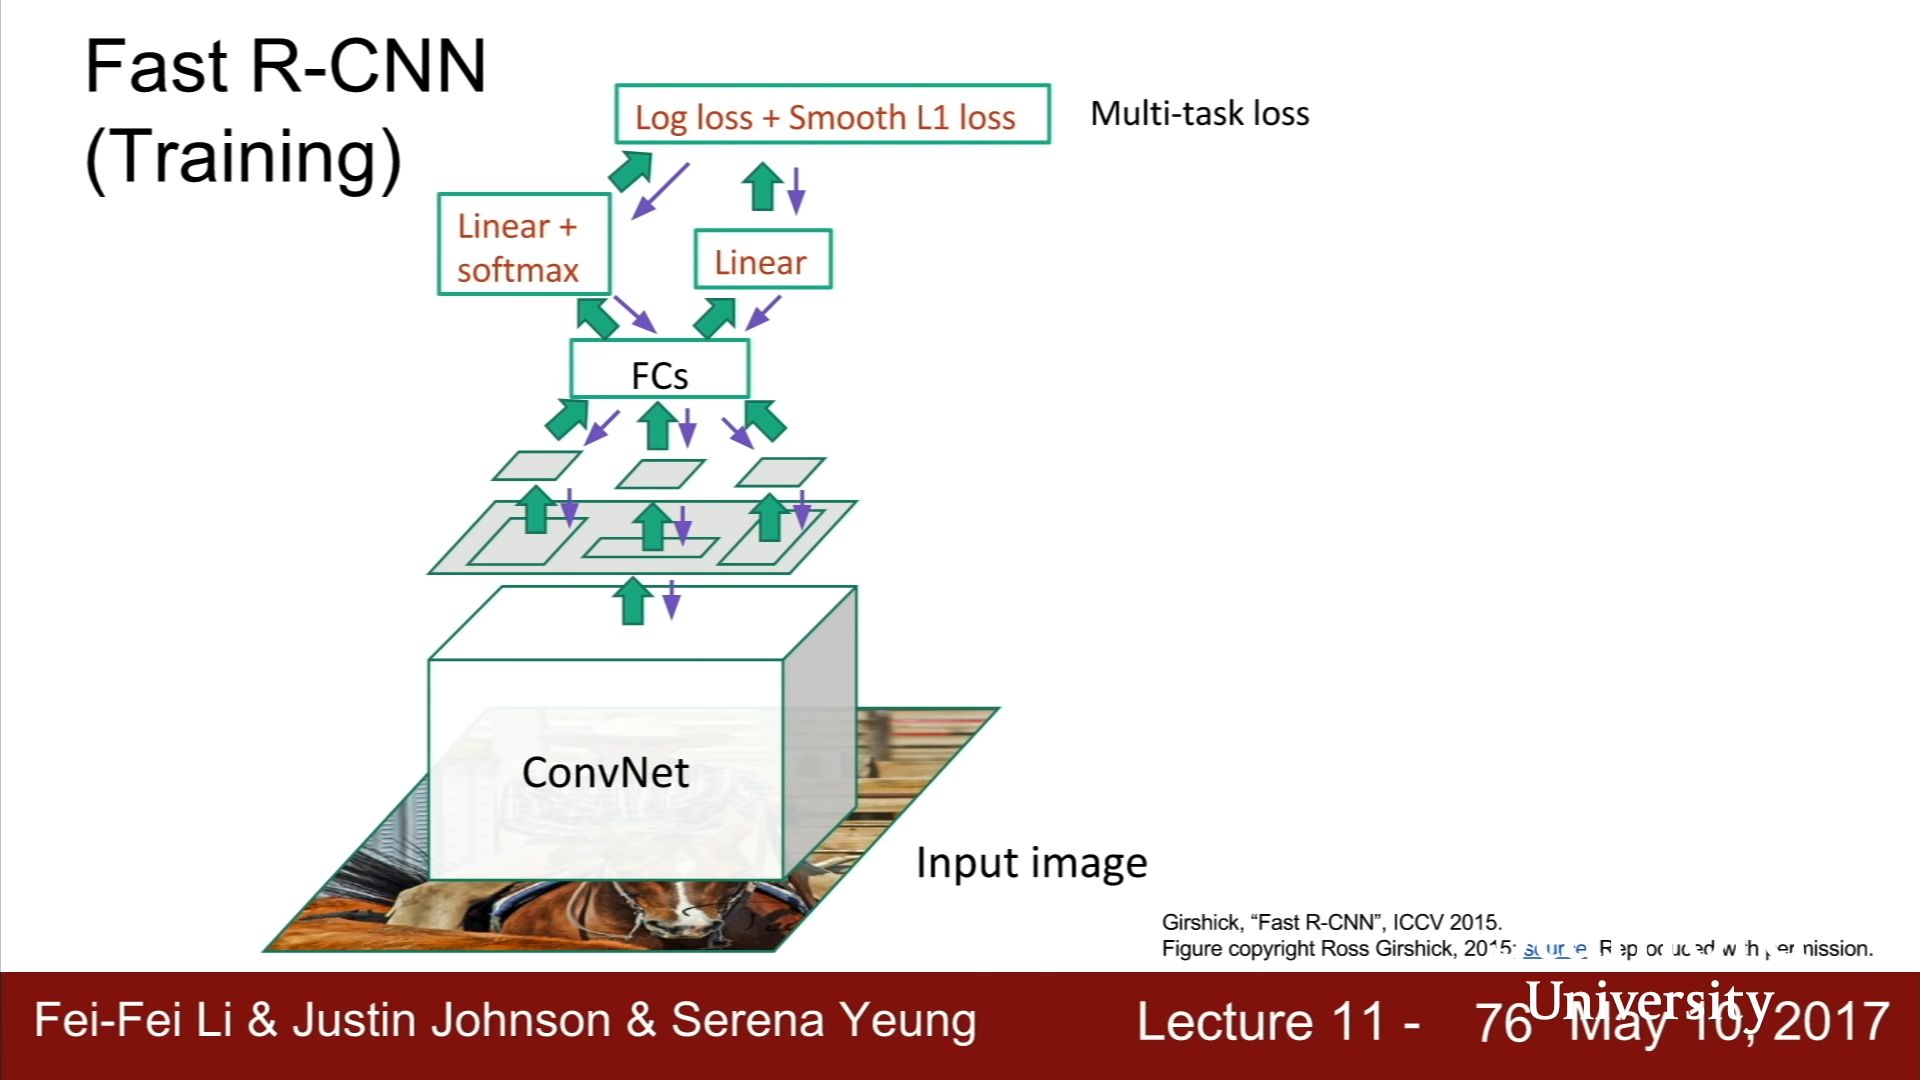 Fast R-CNN
(Training)
Log loss + Smooth L1 loss
Multi-task loss
Linear +
softmax
Linear
FCs
ConvNet
Input image
Girshick, “Fast R-CNN”, ICCV 2015.
Figure copyright Ross Girshick, 2015; source. Reproduced with permission.
Fei-Fei Li & Justin Johnson & Serena Yeung
Lecture 11 - 76 May 10, 2017
University